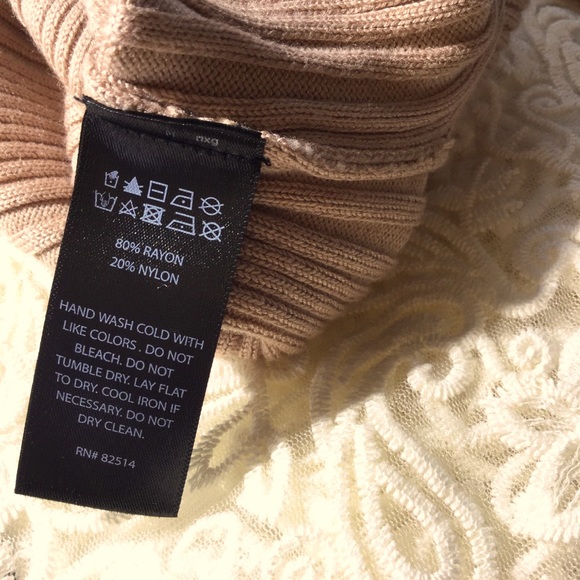 80% RAYON
20% NYLON
HAND WASH COLD WITH
LIKE COLORS . DO NOT
BLEACH. DO NOT
TUMBLE DRY. LAY FLAT
TO DRY. COOL IRON IF
NECESSARY. DO NOT
DRY CLEAN.
RN# 82514